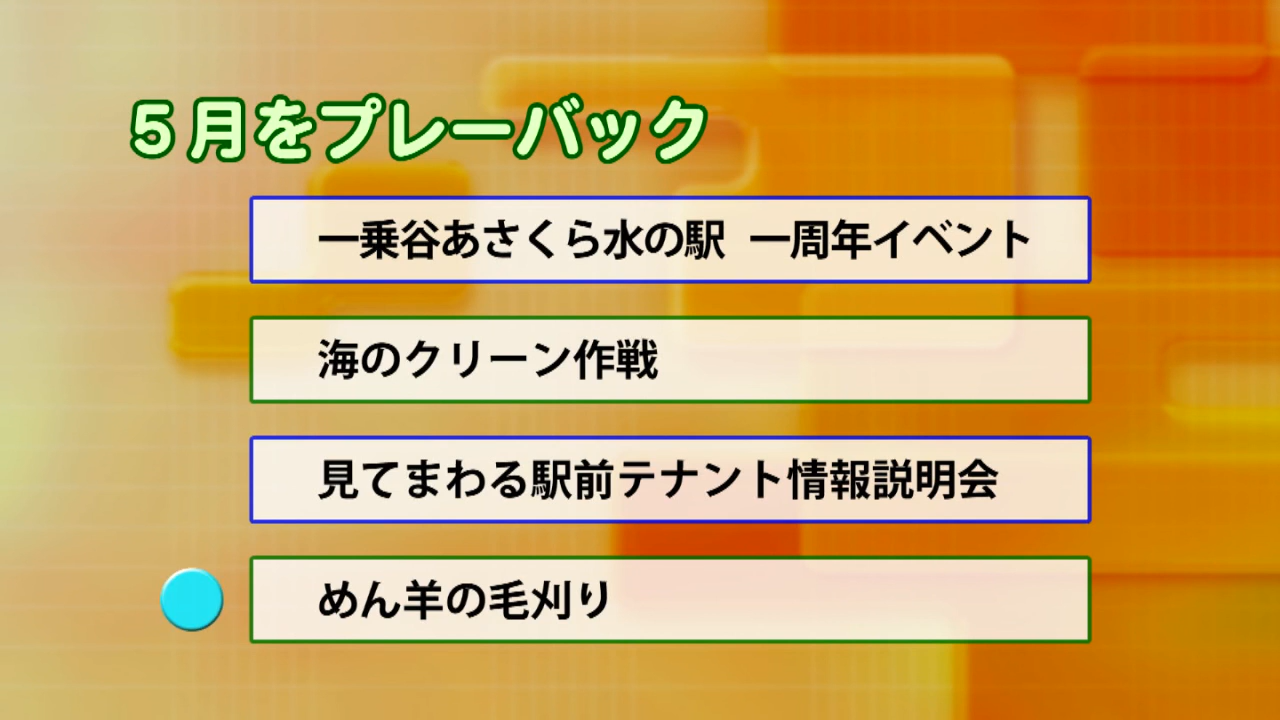 ５月をプレーバック
一乗谷あさくら水の駅 一周年イベント
海のクリーン作戦
見てまわる駅前テナント情報説明会
めん羊の毛刈り